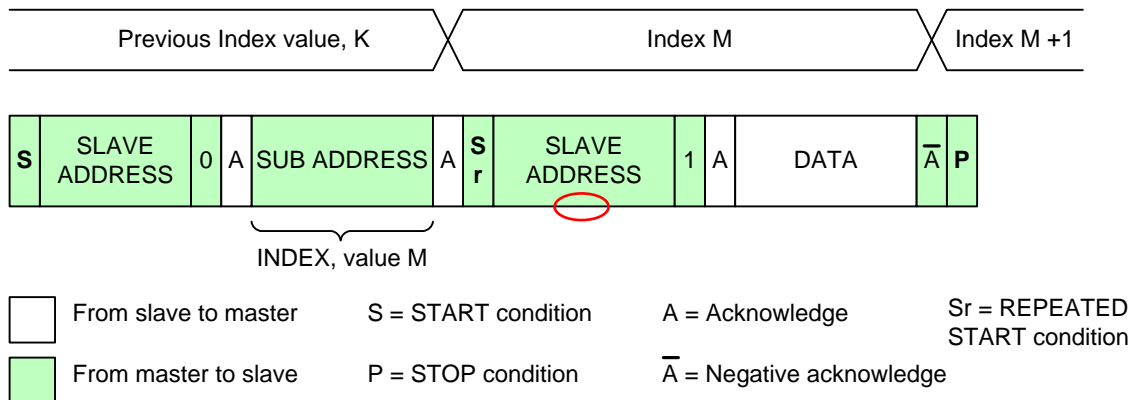 Previous Index value, K
Index M
Index M +1
S
SLAVE
ADDRESS
0
A
SUB ADDRESS
A
S
r
SLAVE
ADDRESS
1
A
DATA
A̅
P
INDEX, value M
From slave to master
S = START condition
A = Acknowledge
Sr = REPEATED
START condition
From master to slave
P = STOP condition
A̅ = Negative acknowledge